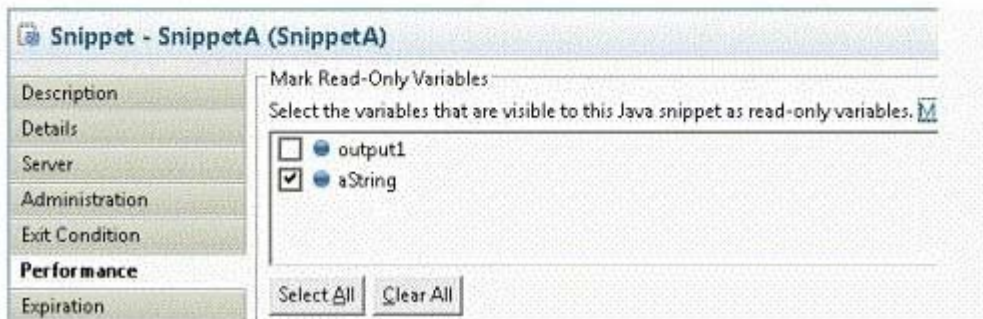 Snippet - SnippetA (SnippetA)
Description
Details
Server
Administration
Exit Condition
Performance
Expiration
Mark Read-Only Variables
Select the variables that are visible to this Java snippet as read-only variables. M
output1
aString
Select All
Clear All